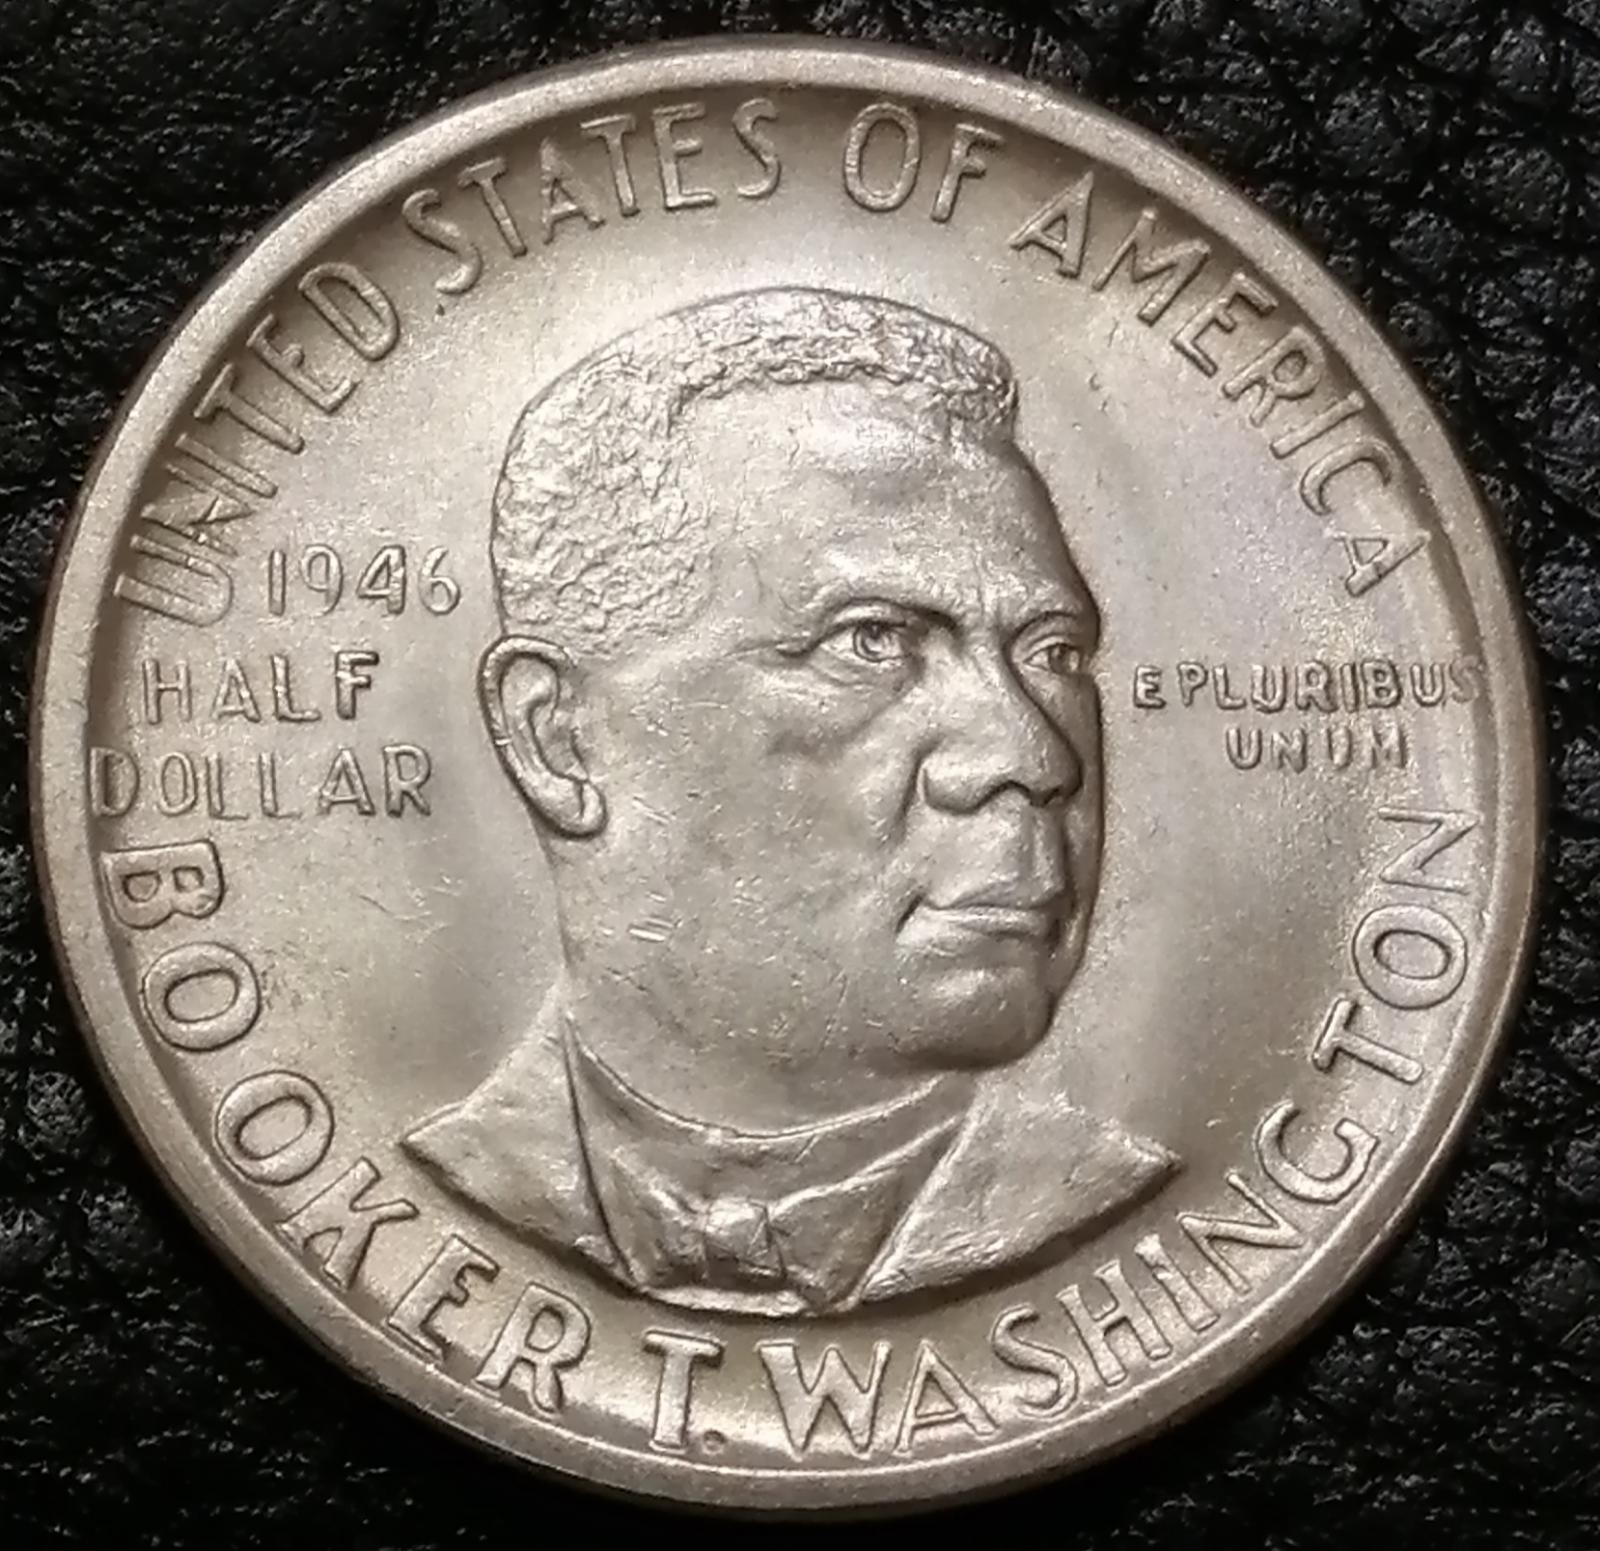 UNITED STATES OF AMERICA
1946
HALF
DOLLAR
E PLURIBUS
UNUM
BOOKER T. WASHINGTON